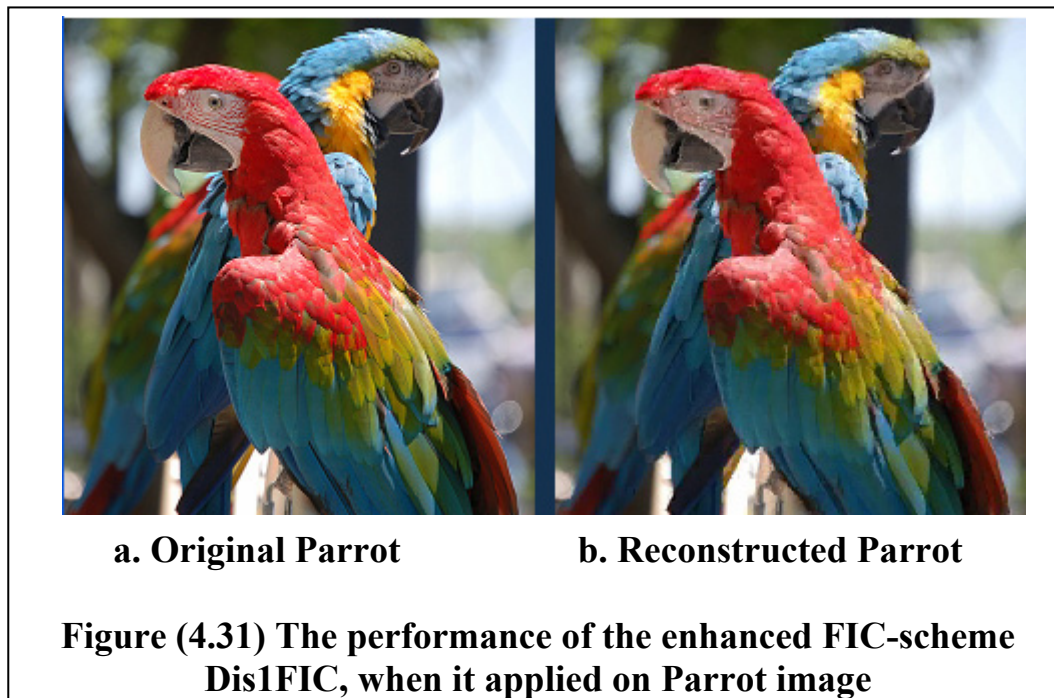 a. Original Parrot
b. Reconstructed Parrot
Figure (4.31) The performance of the enhanced FIC-scheme
Dis1FIC, when it applied on Parrot image